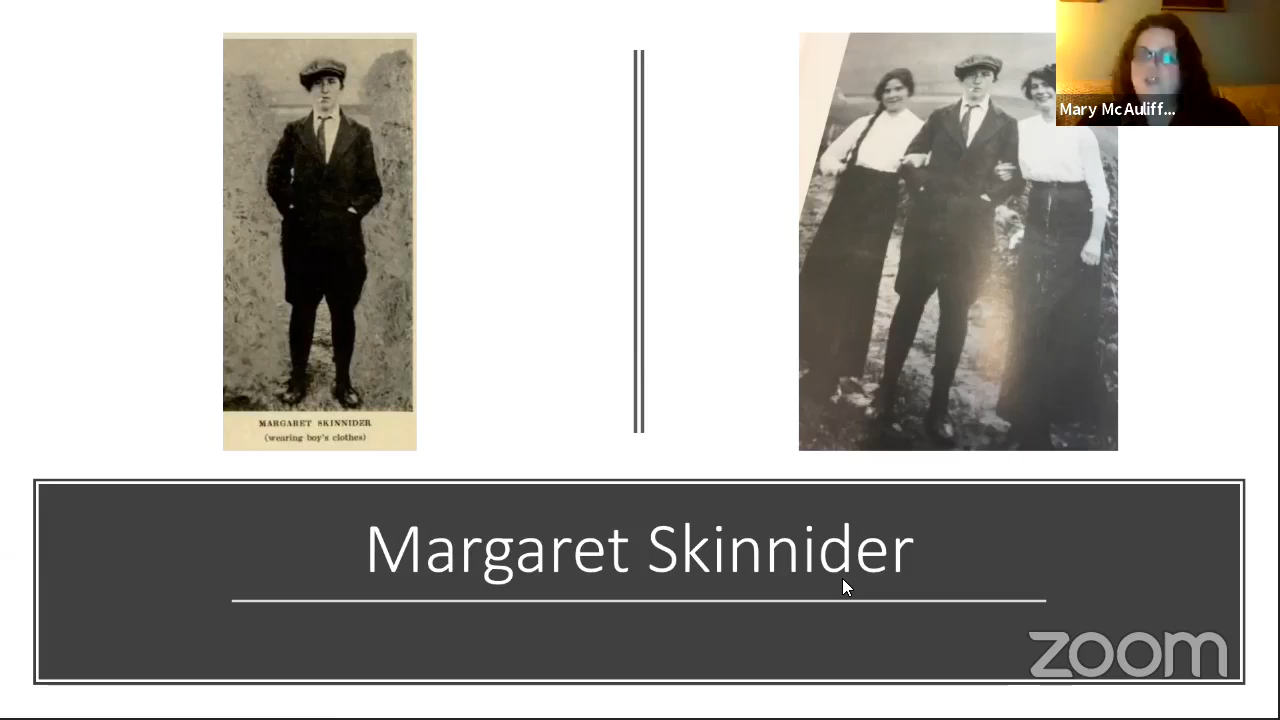 Mary McAuliff...
MARGARET SKINNIDER
(wearing boy's clothes)
Margaret Skinnider
zoom